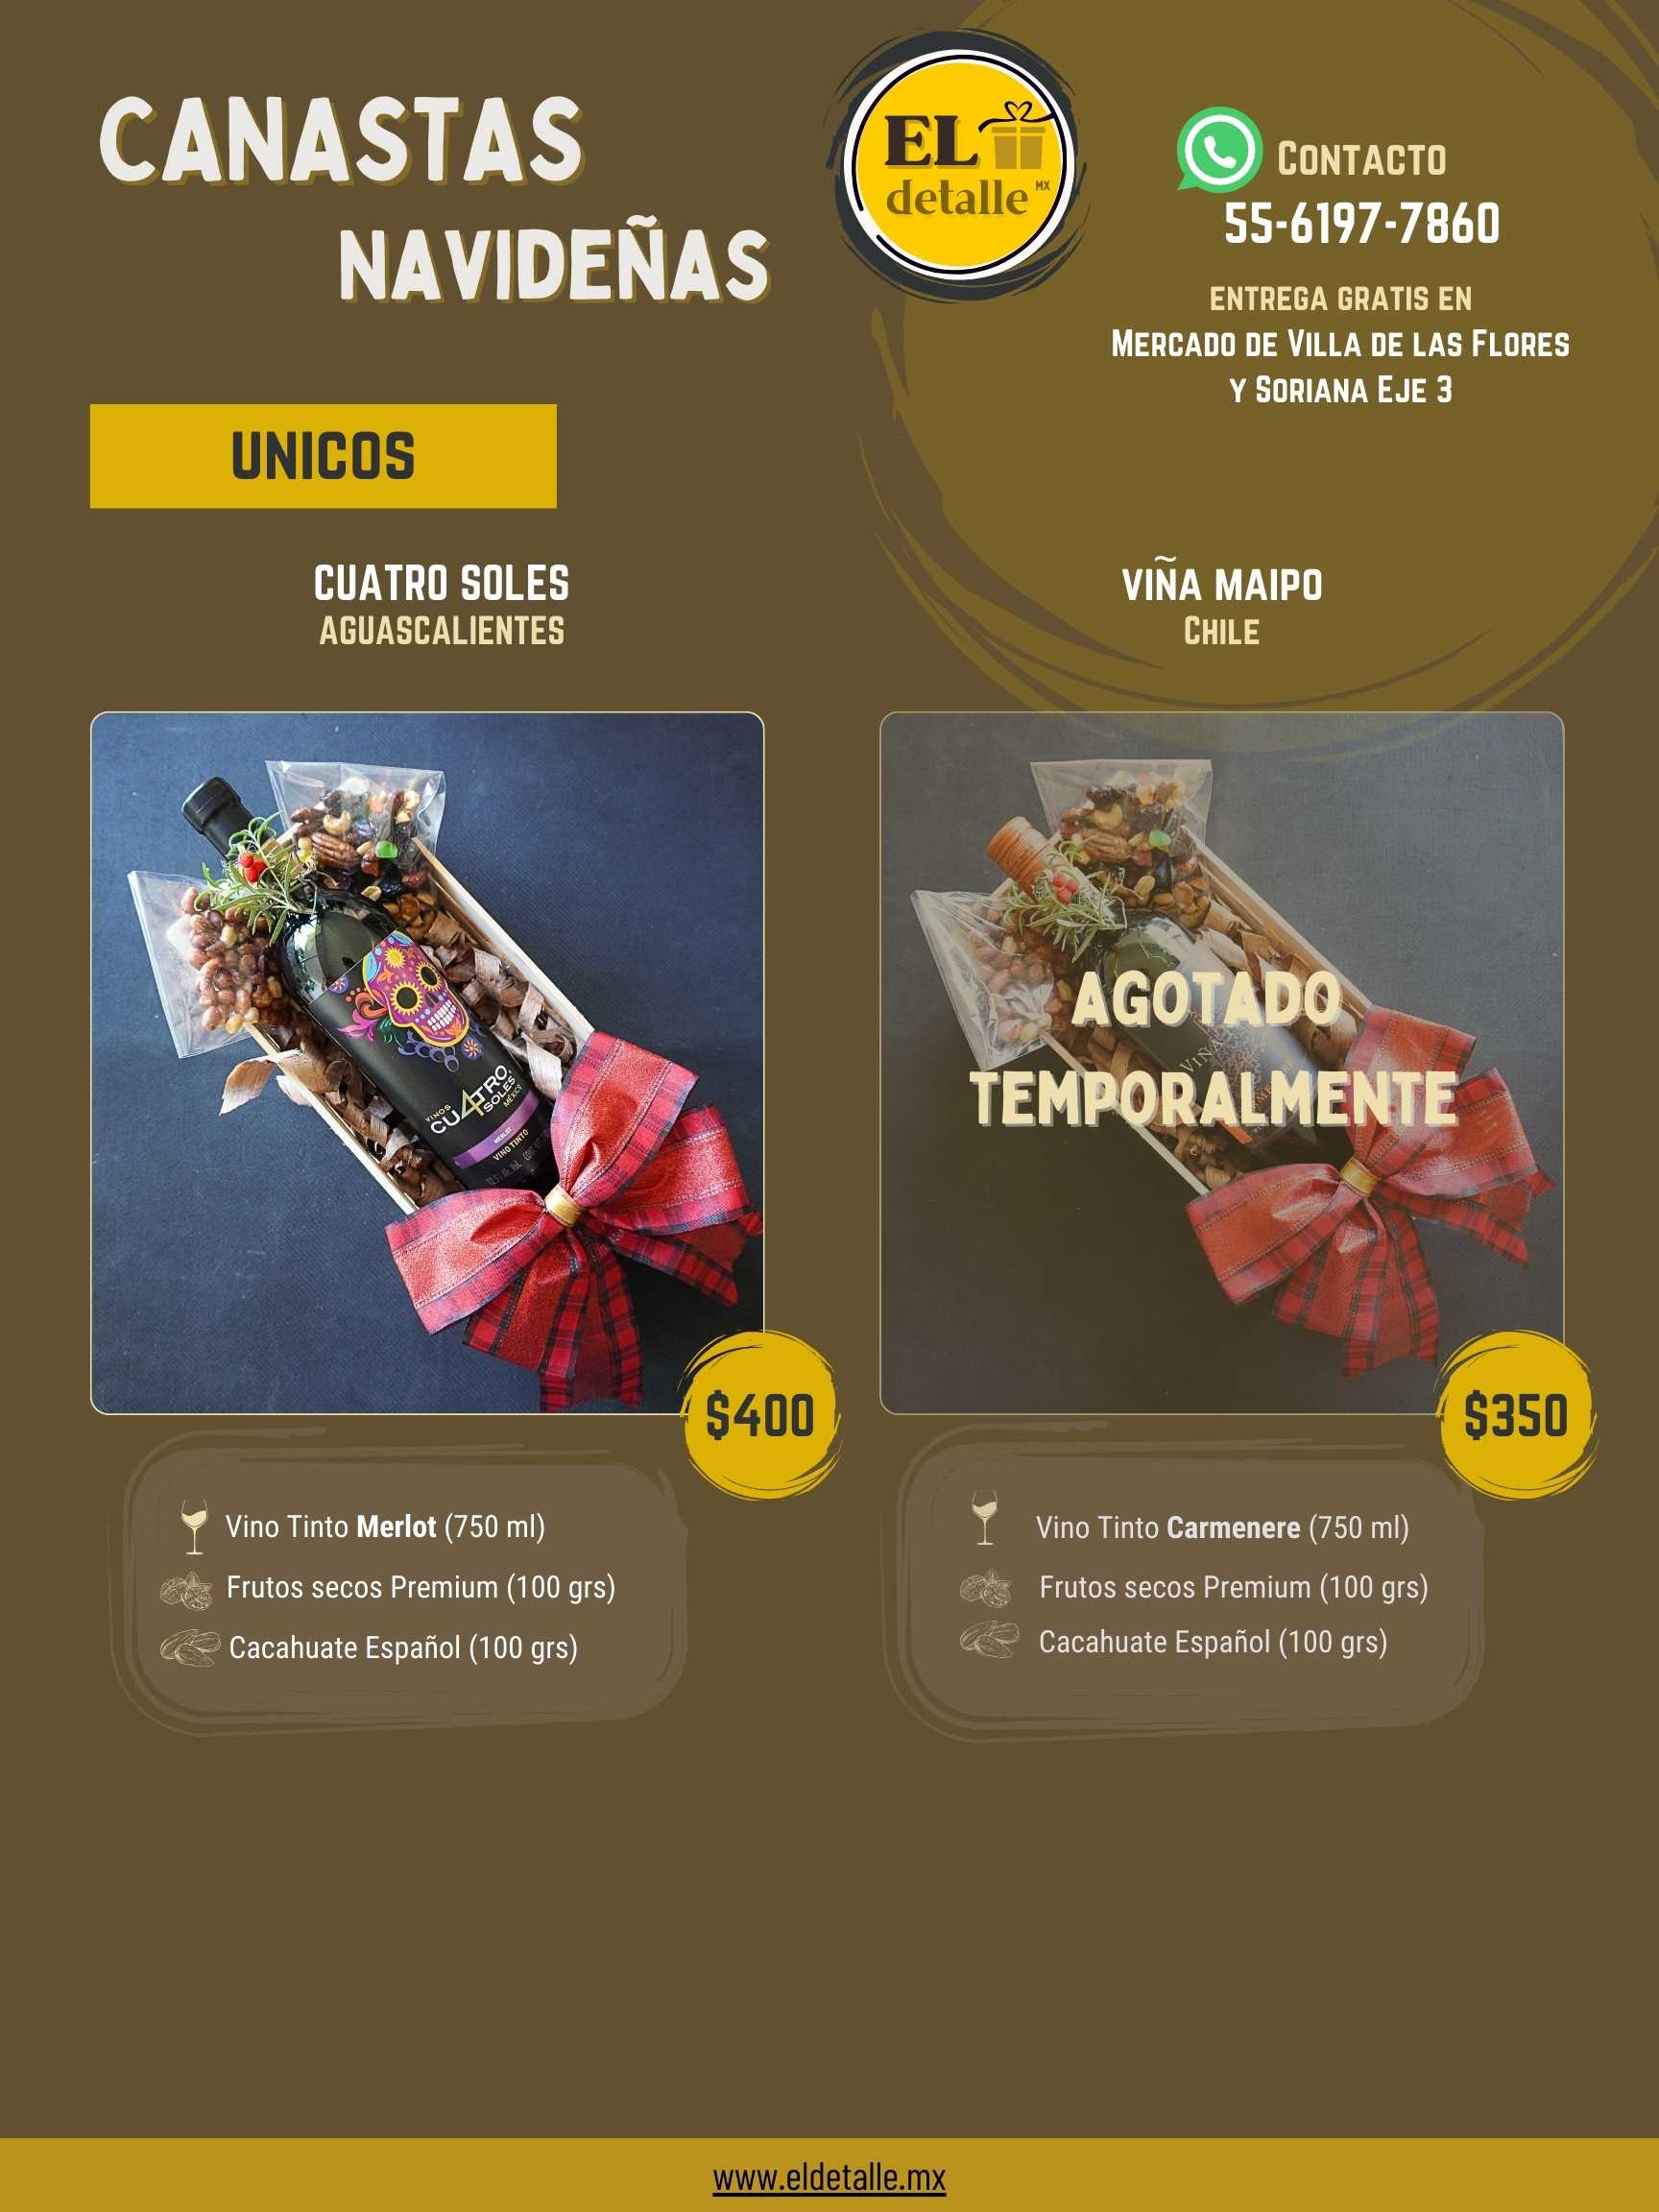 CANASTAS
NAVIDEÑAS
EL
detalle MX
CONTACTO
55-6197-7860
ENTREGA GRATIS EN
MERCADO DE VILLA DE LAS FLORES
Y SORIANA EJE 3
UNICOS
CUATRO SOLES
AGUASCALIENTES
VIÑA MAIPO
CHILE
VINOS
CU4TRO
SOLES
MÉXICO
MERLOT
VINO TINTO
VIÑA
AGOTADO
TEMPORALMENTE
$400
$350
Vino Tinto Merlot (750 ml)
Frutos secos Premium (100 grs)
Cacahuate Español (100 grs)
Vino Tinto Carmenere (750 ml)
Frutos secos Premium (100 grs)
Cacahuate Español (100 grs)
www.eldetalle.mx